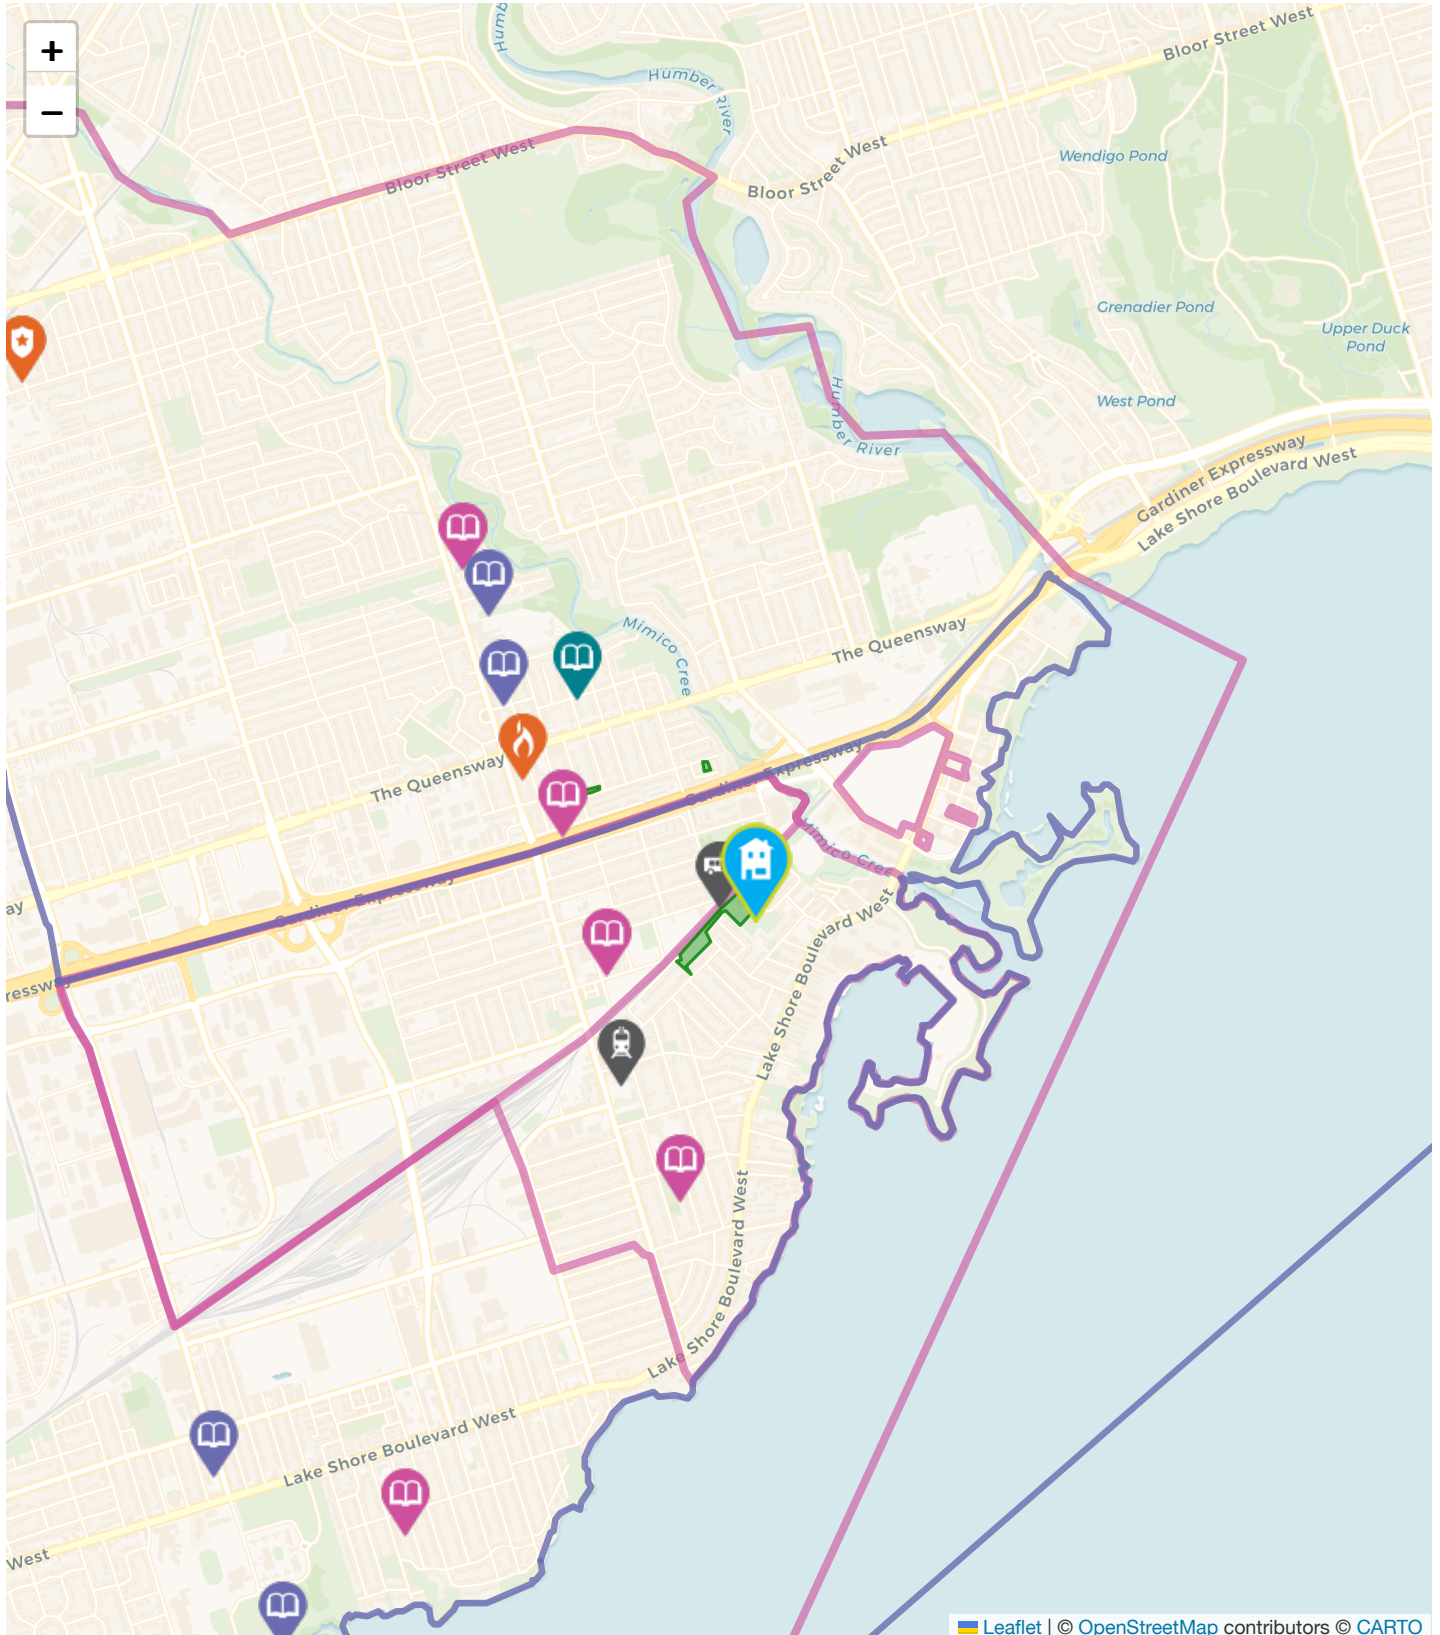 +
−
Humb
Humber River
Bloor Street West
Bloor Street West
Bloor Street West
Wendigo Pond
Grenadier Pond
Upper Duck
Pond
West Pond
Humber River
Gardiner Expressway
Lake Shore Boulevard West
Mimico Cree
The Queensway
The Queensway
Gardiner Expressway
Mimico Cree
Gardiner Expressway
ay
ressway
Lake Shore Boulevard West
Lake Shore Boulevard West
Lake Shore Boulevard West
West
Leaflet | © OpenStreetMap contributors © CARTO